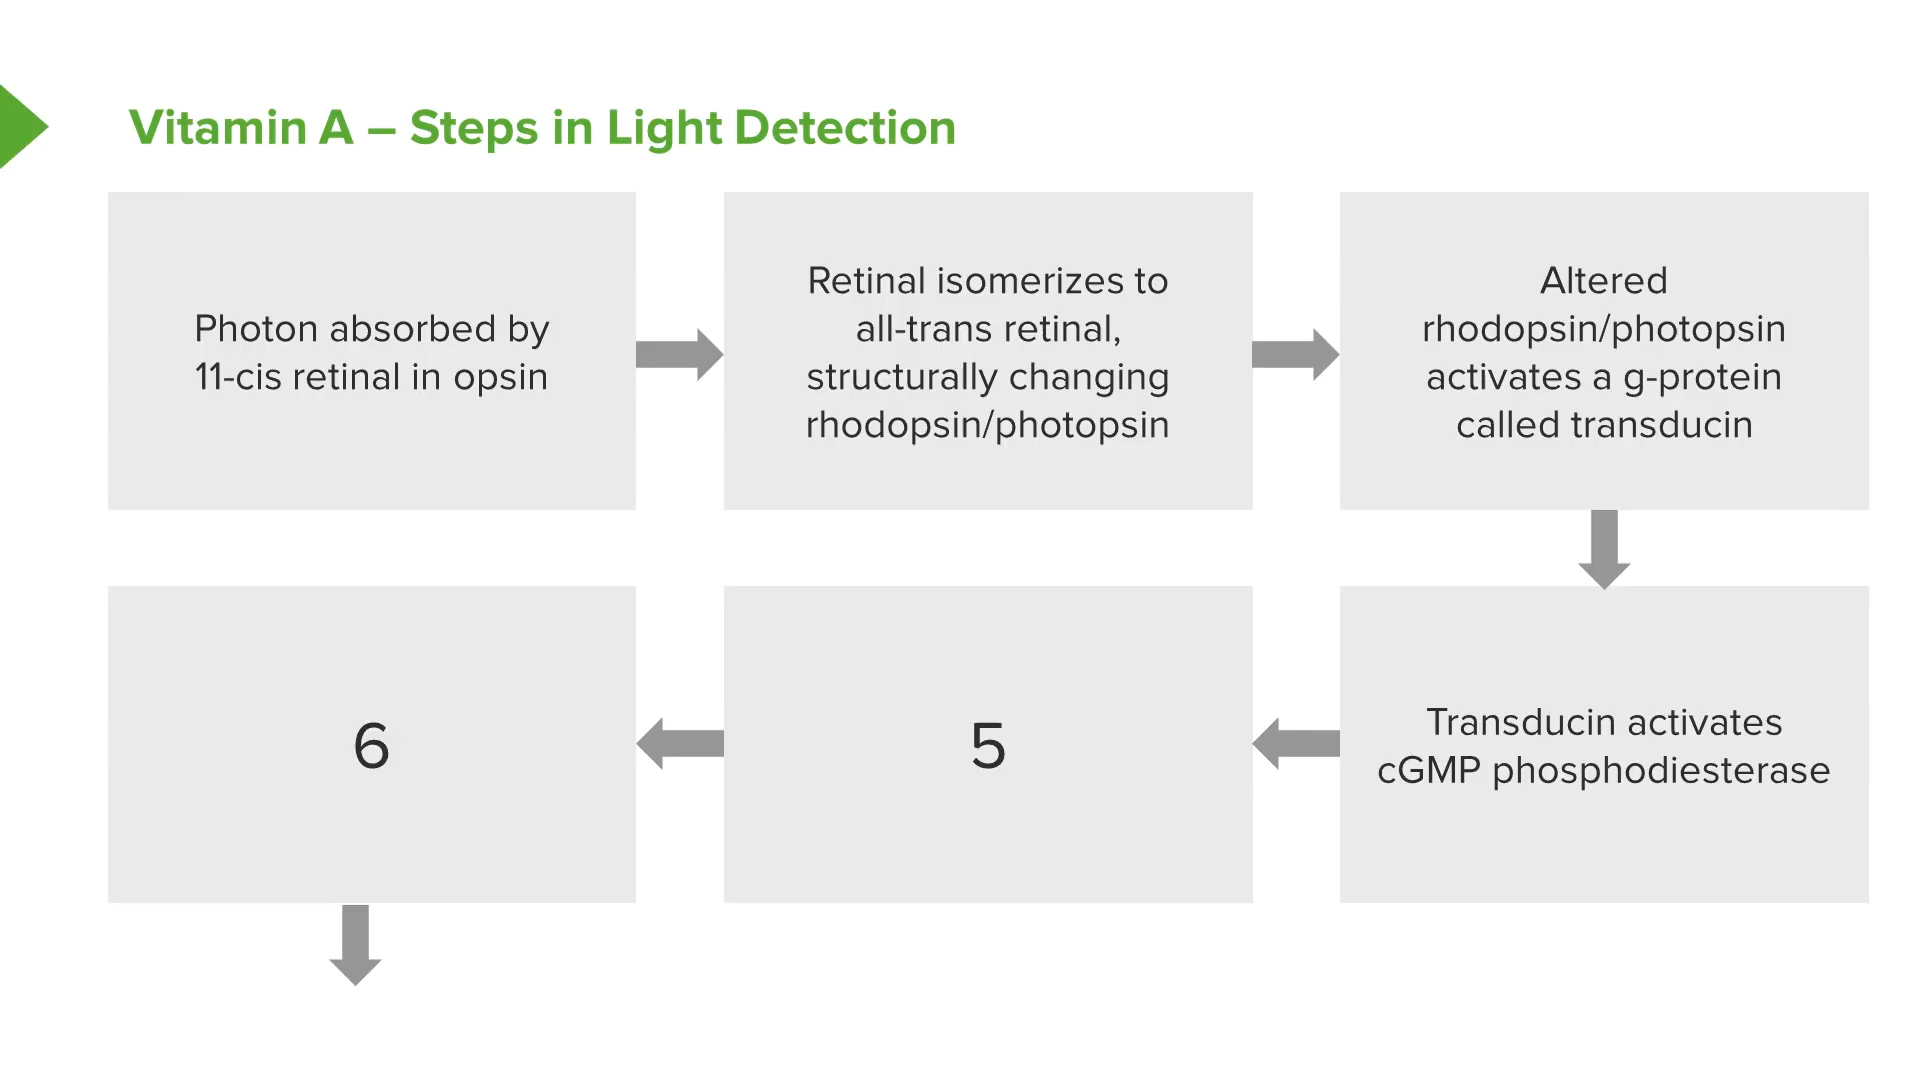 Vitamin A – Steps in Light Detection
Photon absorbed by
11-cis retinal in opsin
Retinal isomerizes to
all-trans retinal,
structurally changing
rhodopsin/photopsin
Altered
rhodopsin/photopsin
activates a g-protein
called transducin
6
5
Transducin activates
cGMP phosphodiesterase